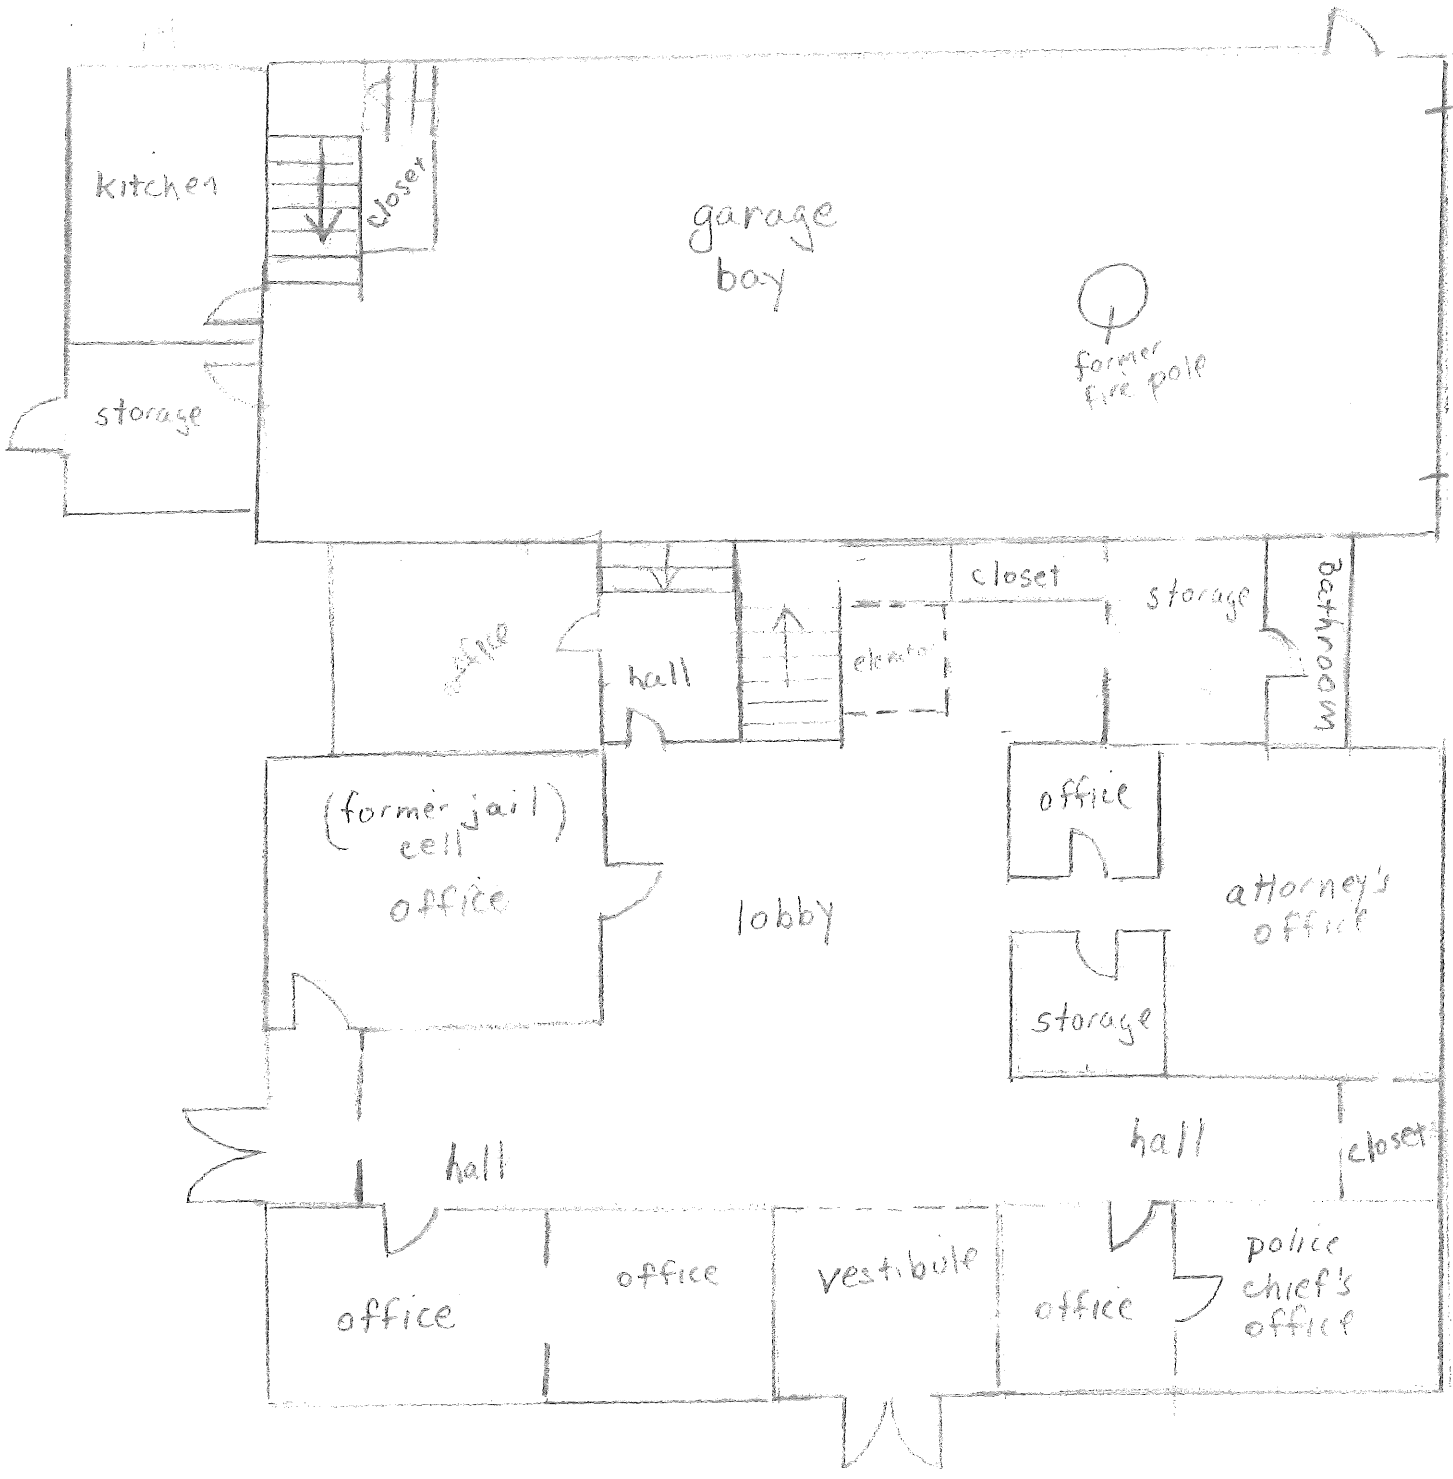 kitchen
closet
garage
bay
former
fire pole
storage
closet
storage
Bathroom
office
hall
elevator
(former jail)
cell
office
office
attorney's
office
lobby
storage
hall
hall
closet
office
office
vestibule
office
police
chief's
office